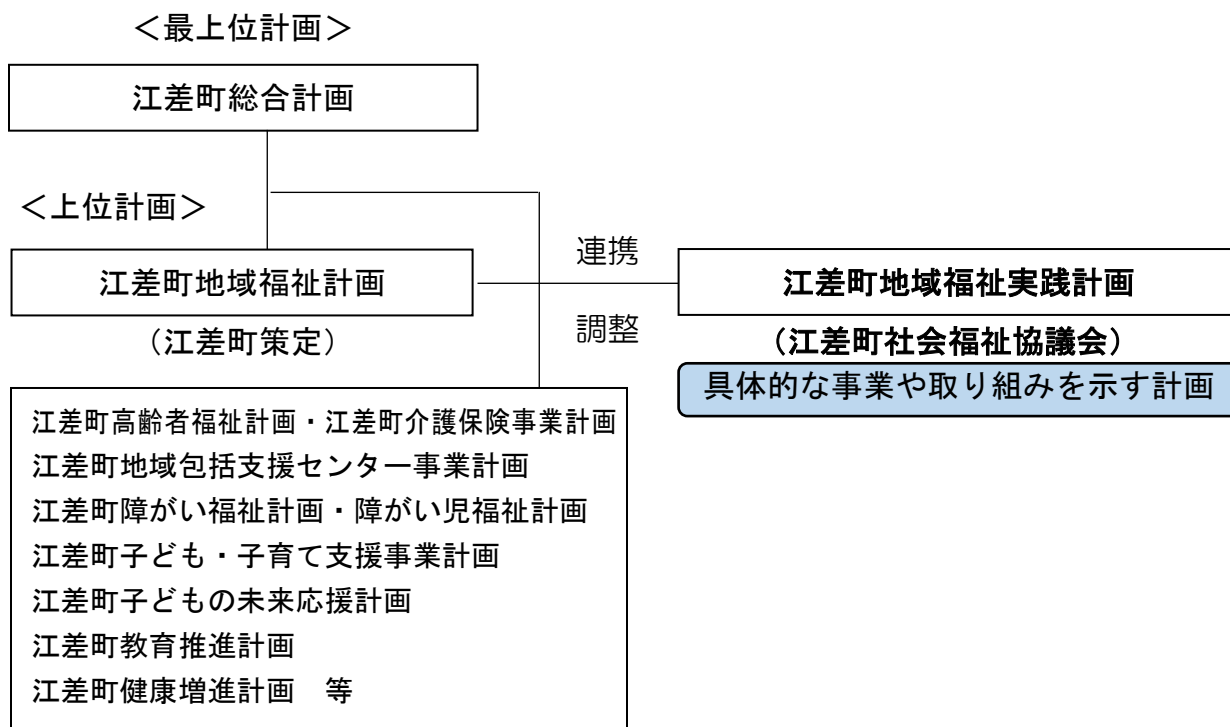 ＜最上位計画＞
江差町総合計画
＜上位計画＞
江差町地域福祉計画
（江差町策定）
連携
調整
江差町地域福祉実践計画
（江差町社会福祉協議会）
具体的な事業や取り組みを示す計画
江差町高齢者福祉計画・江差町介護保険事業計画
江差町地域包括支援センター事業計画
江差町障がい福祉計画・障がい児福祉計画
江差町子ども・子育て支援事業計画
江差町子どもの未来応援計画
江差町教育推進計画
江差町健康増進計画　等